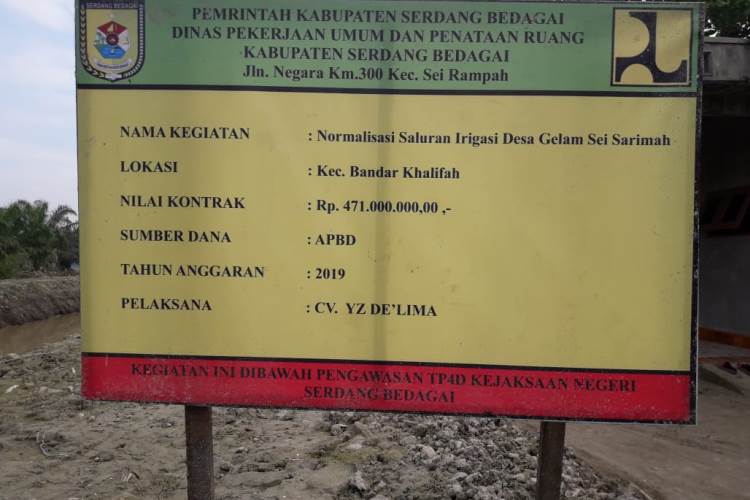 SERDANG BEDAGAI
PEMERINTAH KABUPATEN SERDANG BEDAGAI
DINAS PEKERJAAN UMUM DAN PENATAAN RUANG
KABUPATEN SERDANG BEDAGAI
Jln. Negara Km.300 Kec. Sei Rampah
NAMA KEGIATAN : Normalisasi Saluran Irigasi Desa Gelam Sei Sarimah
LOKASI : Kec. Bandar Khalifah
NILAI KONTRAK : Rp. 471.000.000,00 ,-
SUMBER DANA : APBD
TAHUN ANGGARAN : 2019
PELAKSANA : CV. YZ DE'LIMA
KEGIATAN INI DIBAWAH PENGAWASAN TP4D KEJAKSAAN NEGERI
SERDANG BEDAGAI